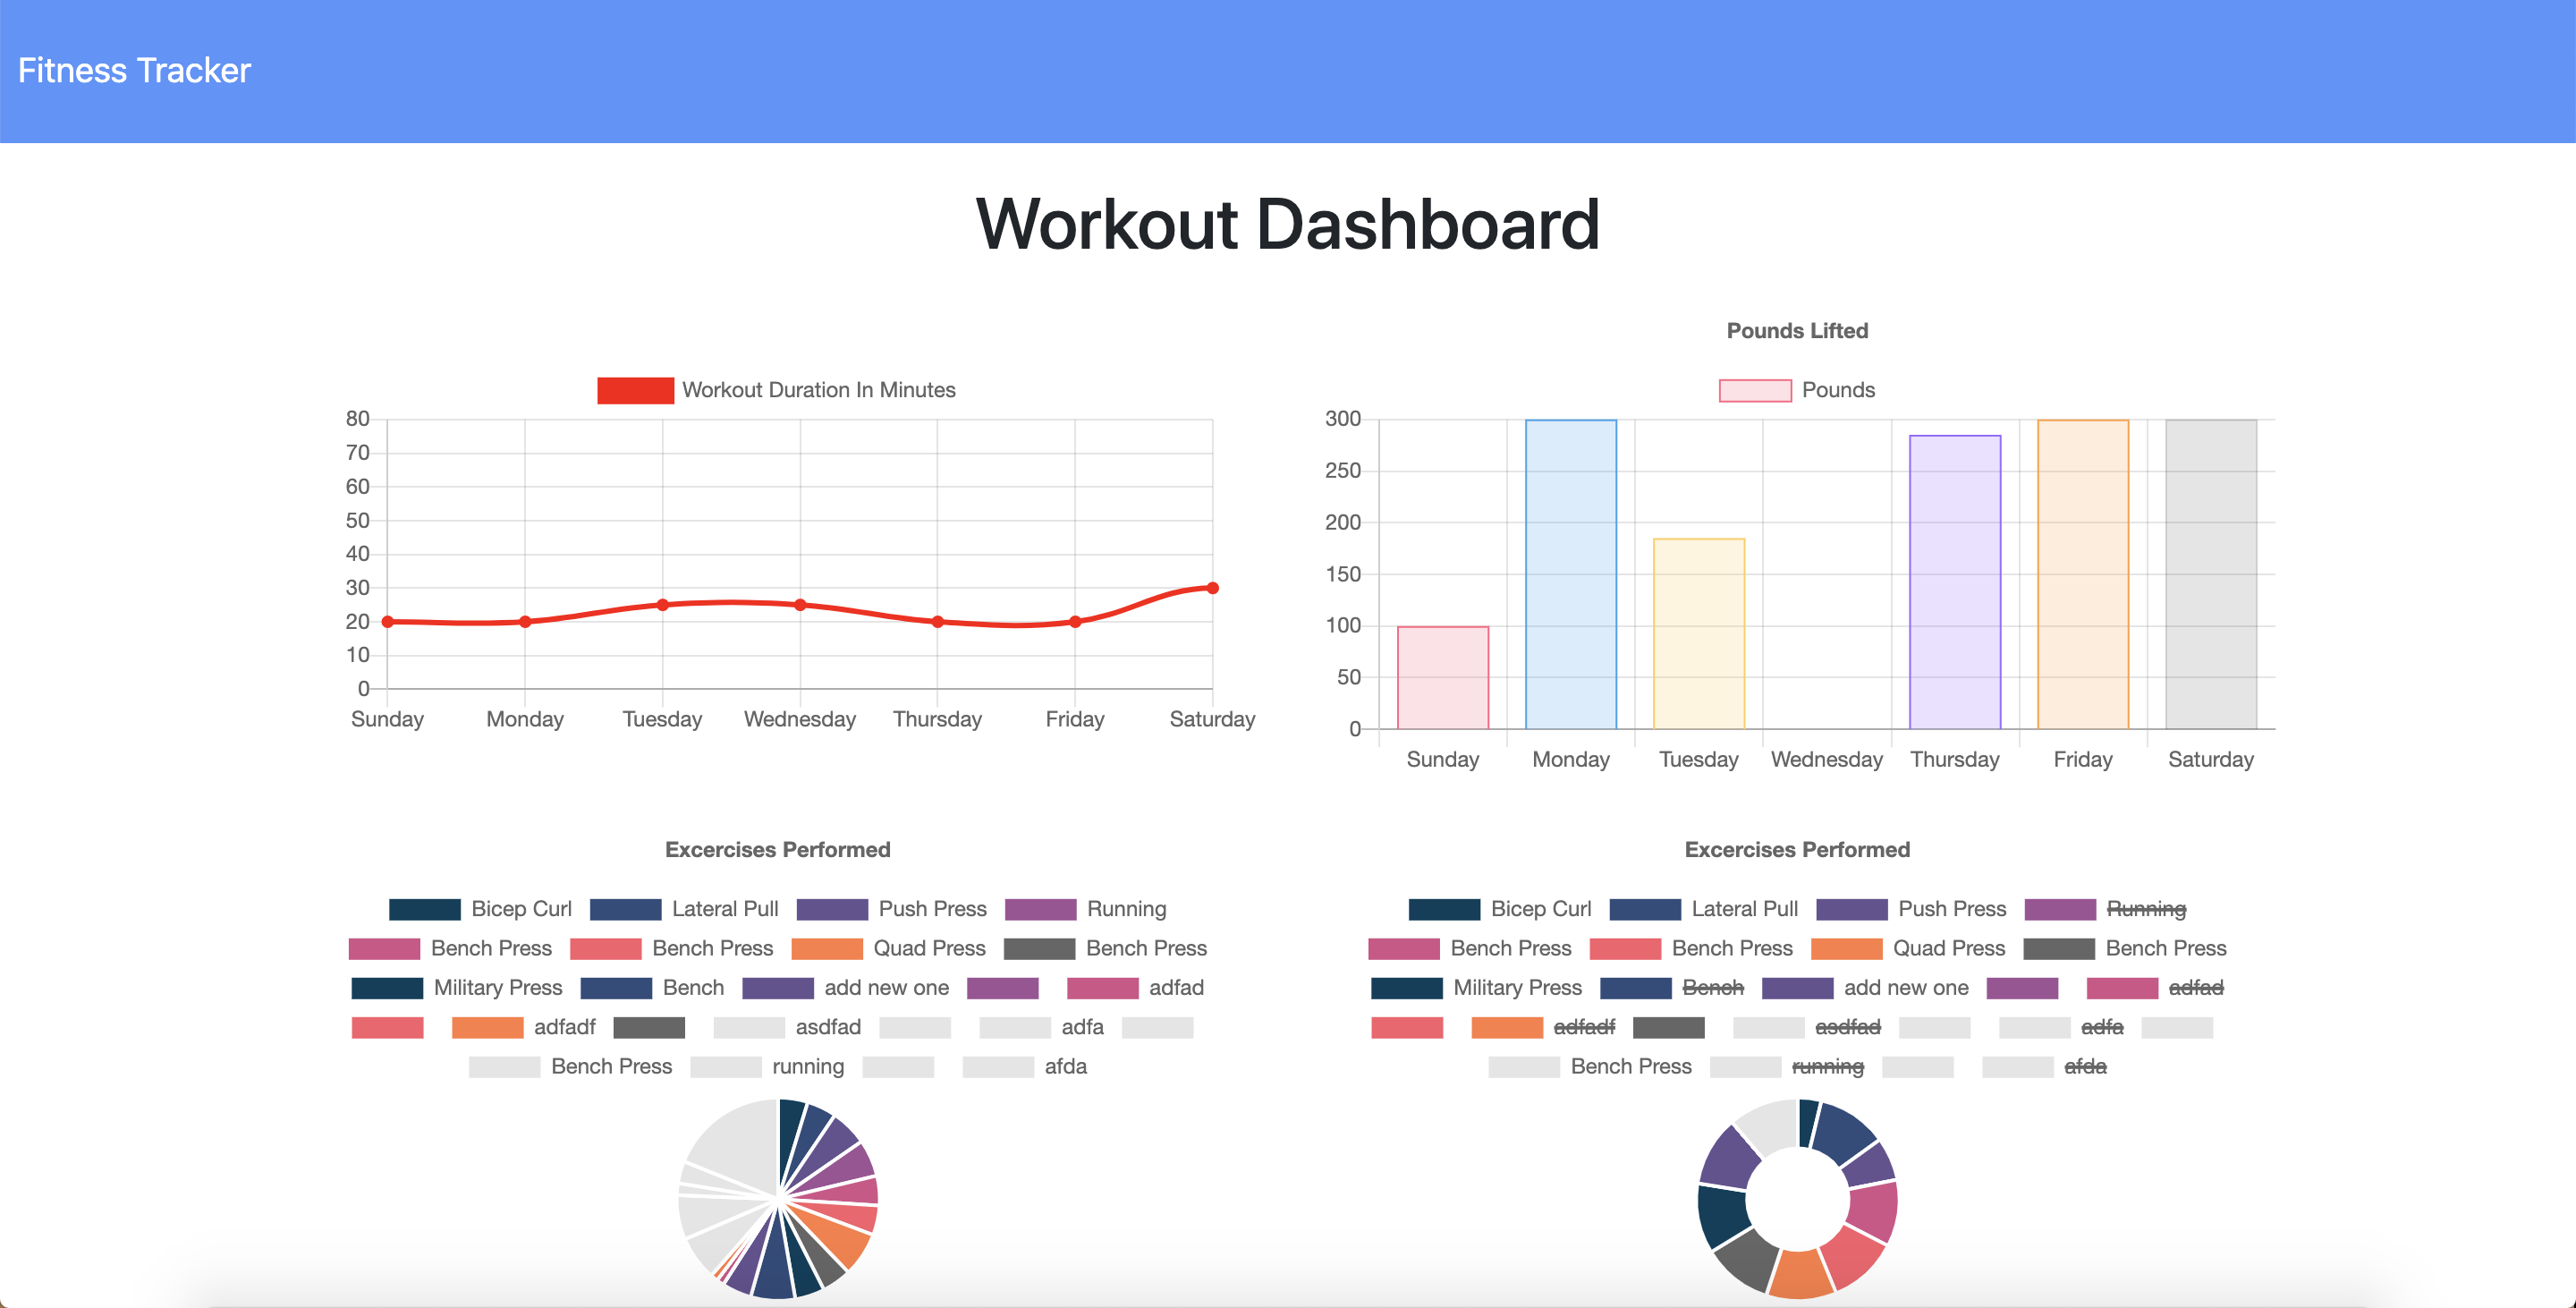 Fitness Tracker
Workout Dashboard
Workout Duration In Minutes
80
70
60
50
40
30
20
10
0
Sunday Monday Tuesday Wednesday Thursday Friday Saturday
Pounds Lifted
Pounds
300
250
200
150
100
50
0
Sunday Monday Tuesday Wednesday Thursday Friday Saturday
Excercises Performed
Bicep Curl Lateral Pull Push Press Running
Bench Press Bench Press Quad Press Bench Press
Military Press Bench add new one adfad
adfadf asdfad adfa
Bench Press running afda
Excercises Performed
Bicep Curl Lateral Pull Push Press Running
Bench Press Bench Press Quad Press Bench Press
Military Press Bench add new one adfad
adfadf asdfad adfa
Bench Press running afda